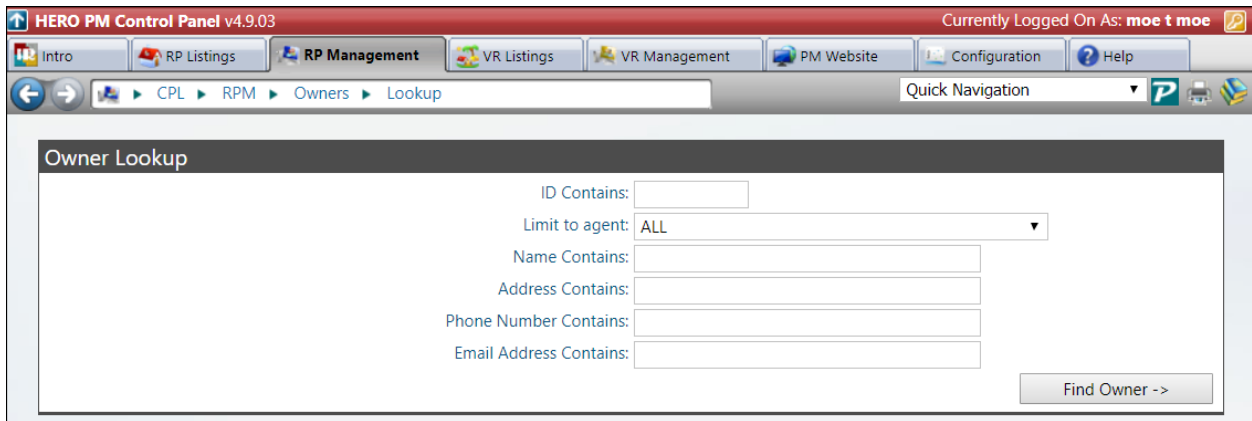 HERO PM Control Panel v4.9.03 Currently Logged On As: moe t moe
Intro RP Listings RP Management VR Listings VR Management PM Website Configuration Help
CPL RPM Owners Lookup Quick Navigation
Owner Lookup
ID Contains:
Limit to agent: ALL
Name Contains:
Address Contains:
Phone Number Contains:
Email Address Contains:
Find Owner ->